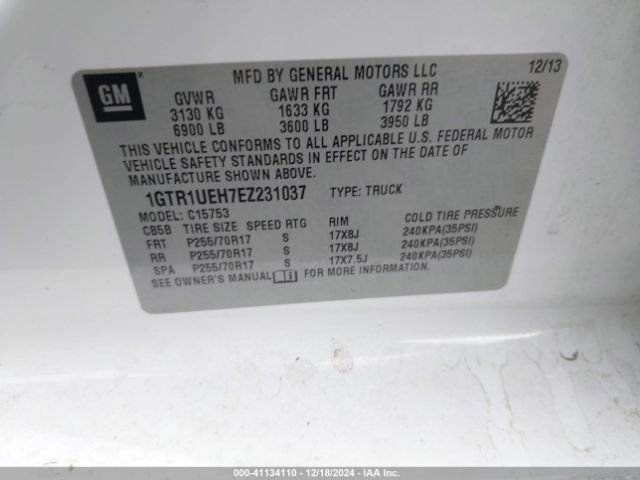 GM
MFD BY GENERAL MOTORS LLC 12/13
GVWR GAWR FRT GAWR RR
3130 KG 1633 KG 1792 KG
6900 LB 3600 LB 3950 LB
THIS VEHICLE CONFORMS TO ALL APPLICABLE U.S. FEDERAL MOTOR
VEHICLE SAFETY STANDARDS IN EFFECT ON THE DATE OF
MANUFACTURE SHOWN ABOVE.
1GTR1UEH7EZ231037 TYPE: TRUCK
MODEL: C15753
CB5B TIRE SIZE SPEED RTG RIM COLD TIRE PRESSURE
FRT P255/70R17 S 17X8J 240KPA(35PSI)
RR P255/70R17 S 17X8J 240KPA(35PSI)
SPA P255/70R17 S 17X7.5J 240KPA(35PSI)
SEE OWNER'S MANUAL
000-41134110 - 12/18/2024 - IAA Inc.